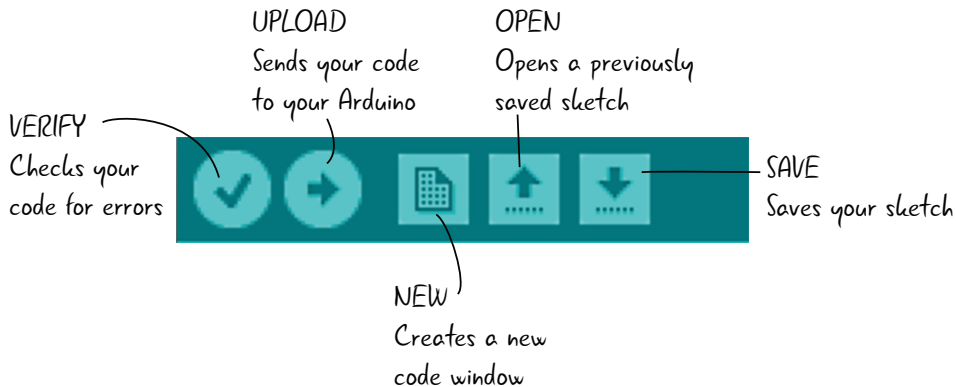 UPLOAD
Sends your code
to your Arduino
OPEN
Opens a previously
saved sketch
VERIFY
Checks your
code for errors
SAVE
Saves your sketch
NEW
Creates a new
code window